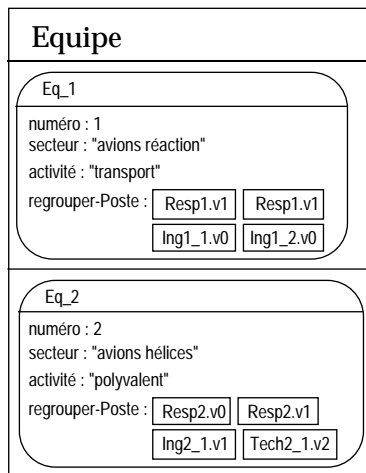 Equipe
Eq_1
numéro : 1
secteur : "avions réaction"
activité : "transport"
regrouper-Poste : Resp1.v1 Resp1.v1
Ing1_1.v0 Ing1_2.v0
Eq_2
numéro : 2
secteur : "avions hélices"
activité : "polyvalent"
regrouper-Poste : Resp2.v0 Resp2.v1
Ing2_1.v1 Tech2_1.v2